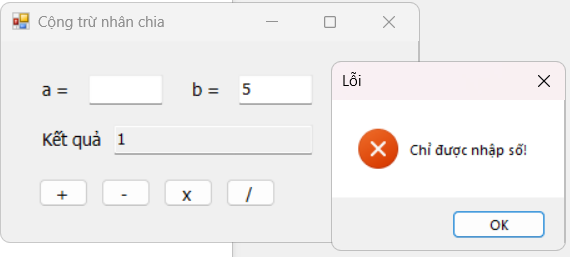 Cộng trừ nhân chia
a =
b = 5
Kết quả 1
+ - x /
Lỗi
Chỉ được nhập số!
OK